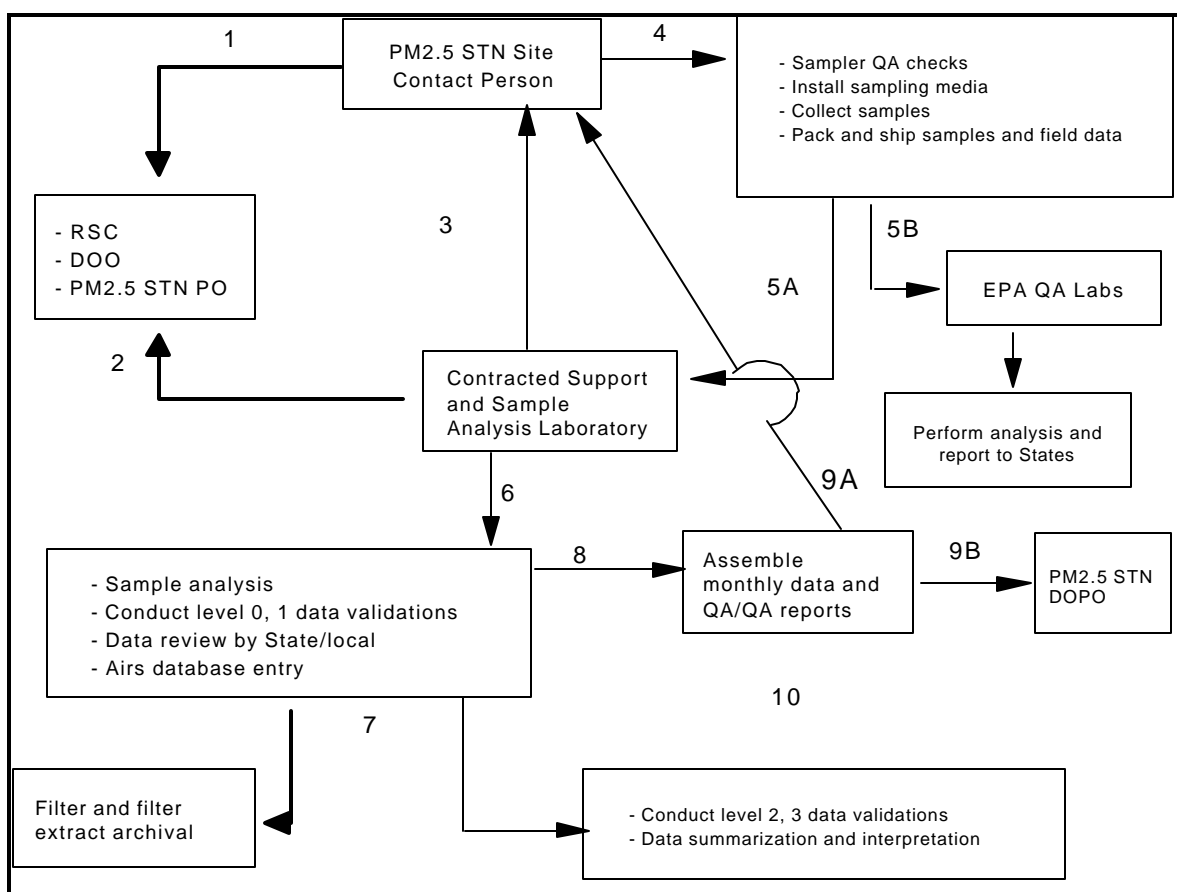 1
PM2.5 STN Site
Contact Person
4
- Sampler QA checks
- Install sampling media
- Collect samples
- Pack and ship samples and field data
- RSC
- DOO
- PM2.5 STN PO
3
5B
5A
EPA QA Labs
2
Contracted Support
and Sample
Analysis Laboratory
Perform analysis and
report to States
6
9A
- Sample analysis
- Conduct level 0, 1 data validations
- Data review by State/local
- Airs database entry
8
Assemble
monthly data and
QA/QA reports
9B
PM2.5 STN
DOPO
10
7
Filter and filter
extract archival
- Conduct level 2, 3 data validations
- Data summarization and interpretation